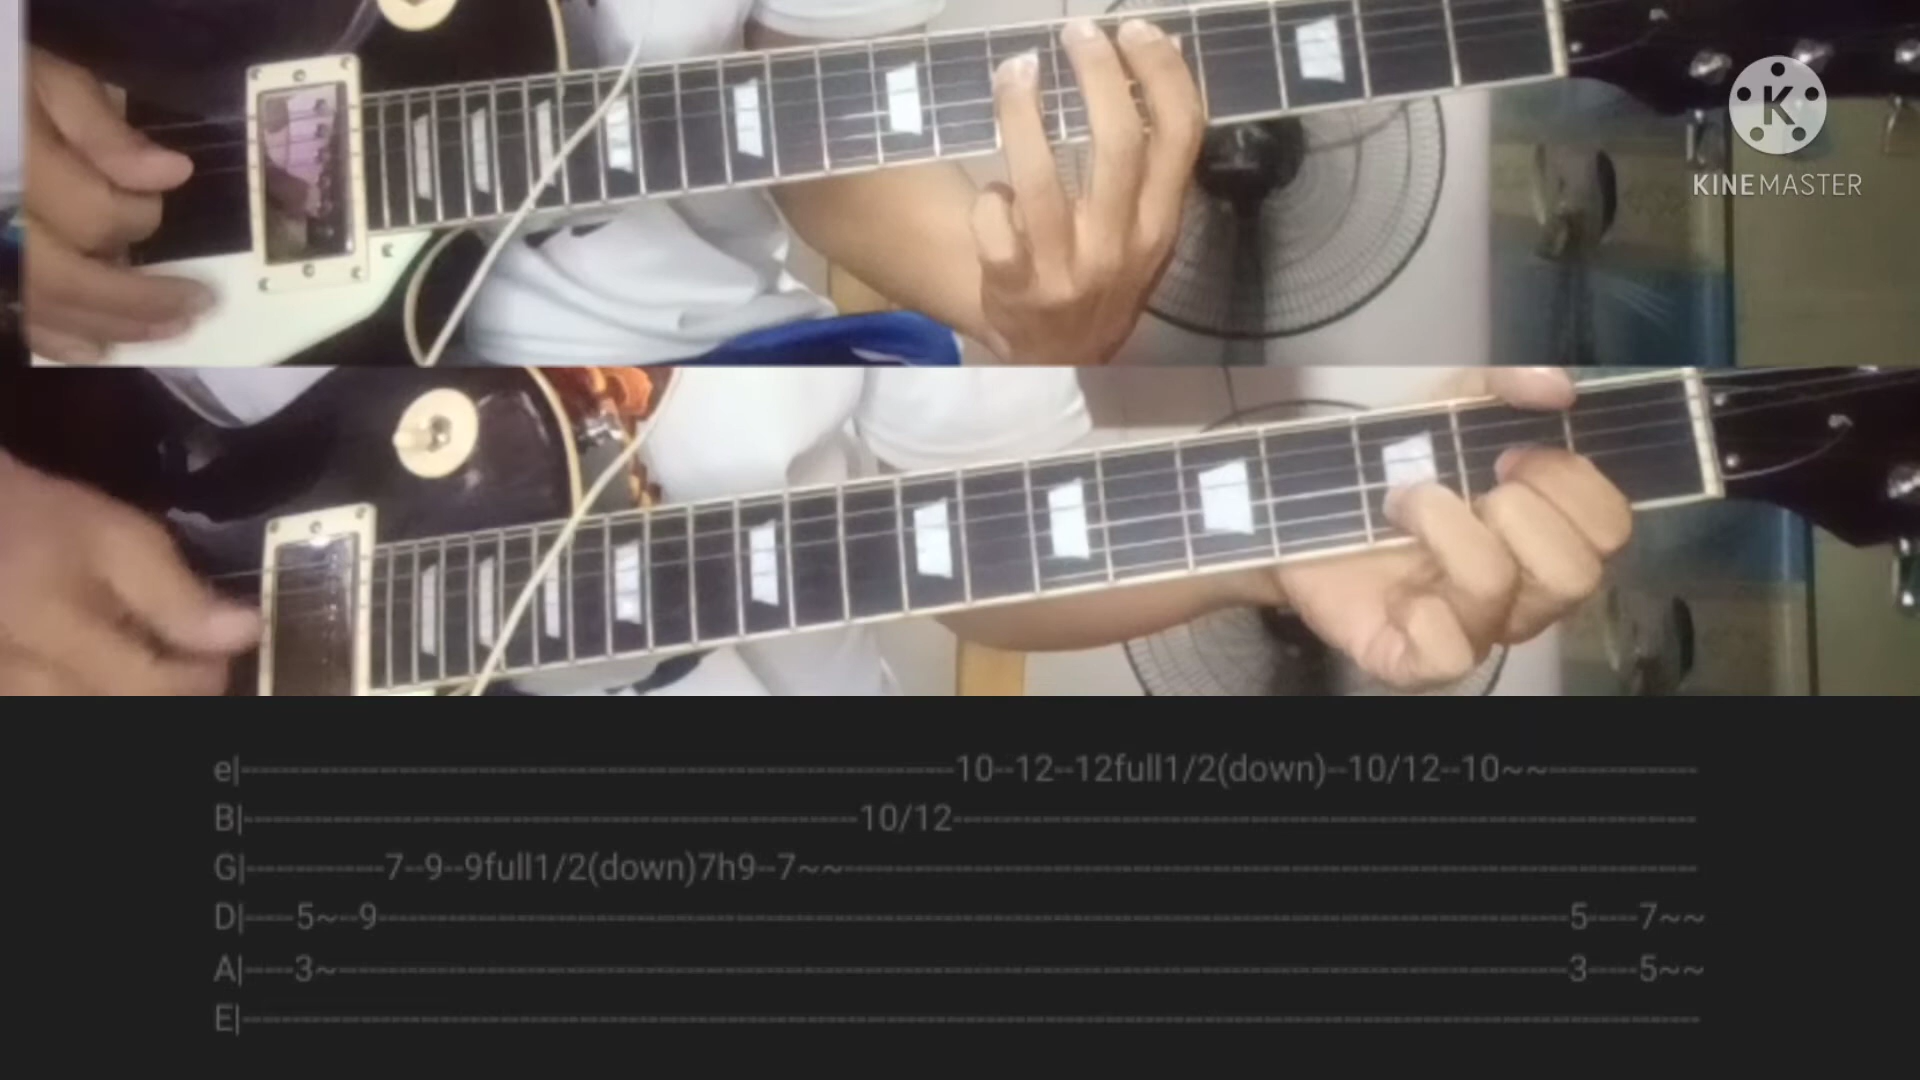 K
KINEMASTER
e|--------------------------------------------------------10--12--12full1/2(down)--10/12--10~~------------
B|------------------------------------------------10/12----------------------------------------------------------
G|-----------7--9--9full1/2(down)7h9--7~~-------------------------------------------------------------------
D|----5~--9---------------------------------------------------------------------------------------------5----7~~
A|----3~------------------------------------------------------------------------------------------------3----5~~
E|------------------------------------------------------------------------------------------------------------------